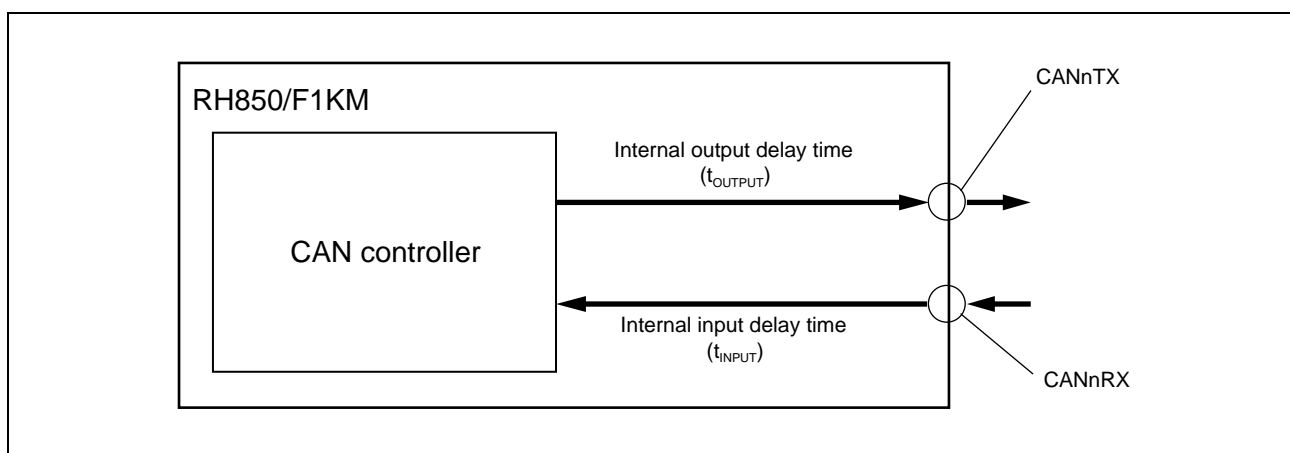 RH850/F1KM
CAN controller
Internal output delay time
(tOUTPUT)
Internal input delay time
(tINPUT)
CANnTX
CANnRX